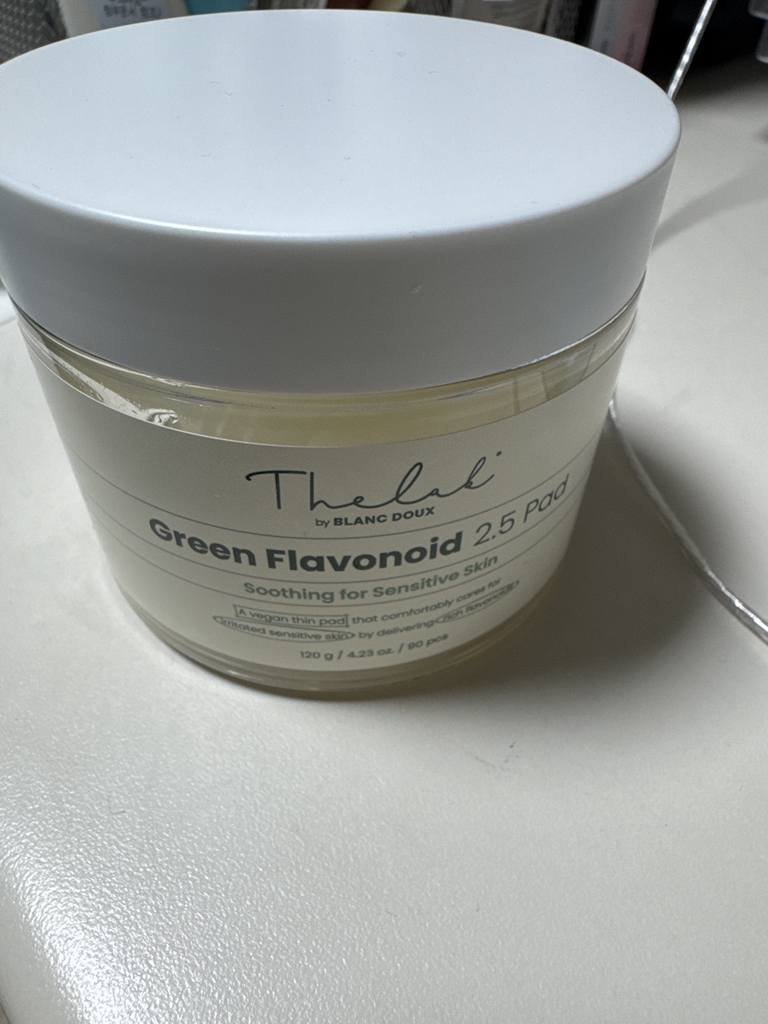 Thelab
by BLANC DOUX
Green Flavonoid 2.5 Pad
Soothing for Sensitive Skin
A vegan thin pad that comfortably cares for
irritated sensitive skin by delivering rich flavonoids
120 g / 4.23 oz. / 90 pcs